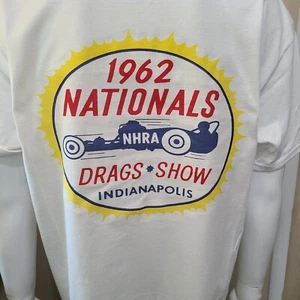 1962
NATIONALS
NHRA
DRAGS * SHOW
INDIANAPOLIS